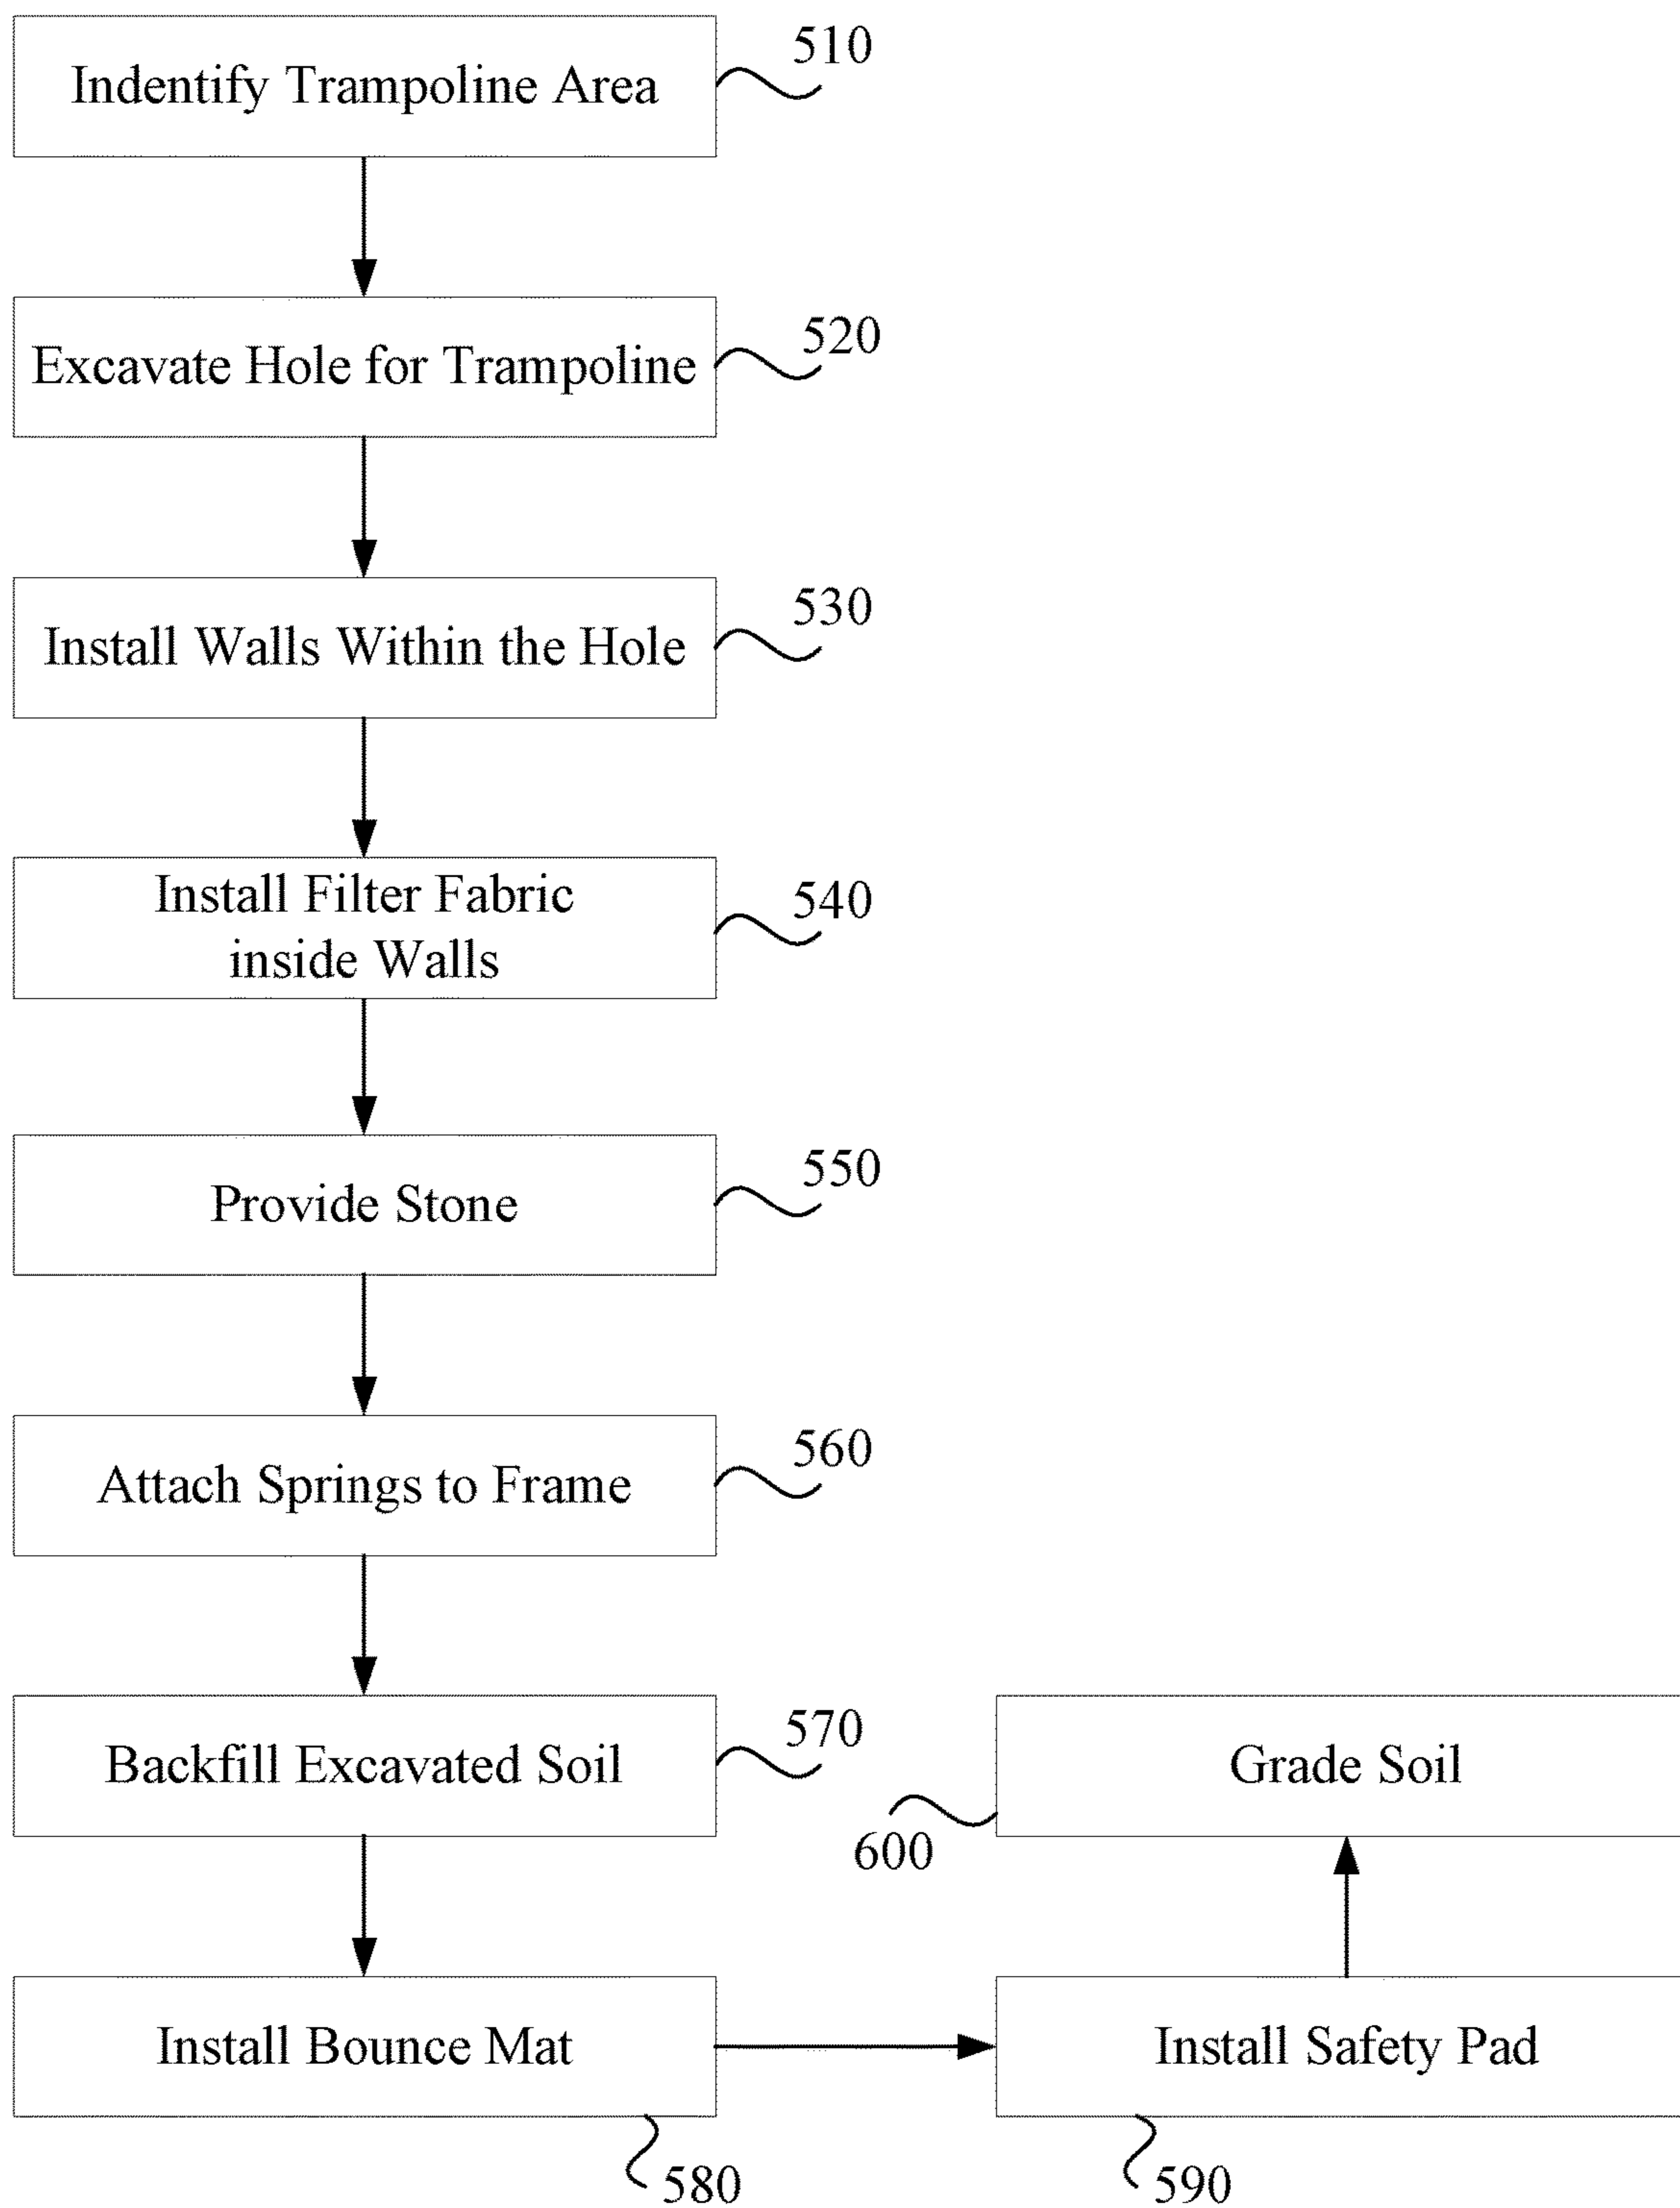 Indentify Trampoline Area
510
Excavate Hole for Trampoline
520
Install Walls Within the Hole
530
Install Filter Fabric
inside Walls
540
Provide Stone
550
Attach Springs to Frame
560
Backfill Excavated Soil
570
Install Bounce Mat
580
Install Safety Pad
590
Grade Soil
600